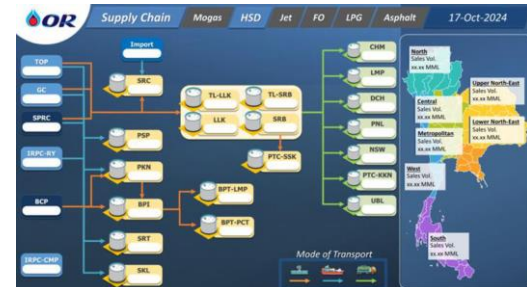 OR
Supply Chain
Mogas
HSD
Jet
FO
LPG
Asphalt
17-Oct-2024
TOP
GC
SPRC
IRPC-RY
BCP
IRPC-CMP
Import
SRC
PSP
PKN
BPI
SRT
SKL
TL-LLK
TL-SRB
LLK
SRB
PTC-SSK
BPT-LMP
BPT-PCT
CHM
LMP
DCH
PNL
NSW
PTC-KKN
UBL
Mode of Transport
North
Sales Vol.
xx.xx MML
Upper North-East
Sales Vol.
xx.xx MML
Central
Sales Vol.
xx.xx MML
Lower North-East
Sales Vol.
xx.xx MML
Metropolitan
Sales Vol.
xx.xx MML
West
Sales Vol.
xx.xx MML
South
Sales Vol.
xx.xx MML